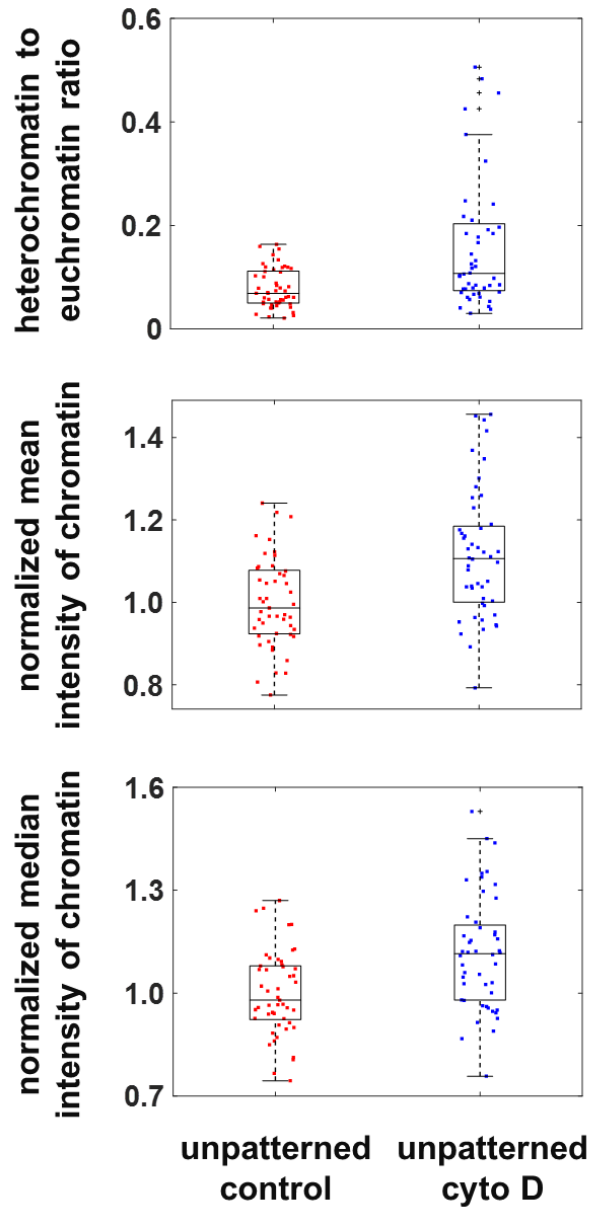 heterochromatin to
euchromatin ratio
0.6
0.4
0.2
0
normalized mean
intensity of chromatin
1.4
1.2
1.0
0.8
normalized median
intensity of chromatin
1.6
1.3
1.0
0.7
unpatterned
control
unpatterned
cyto D